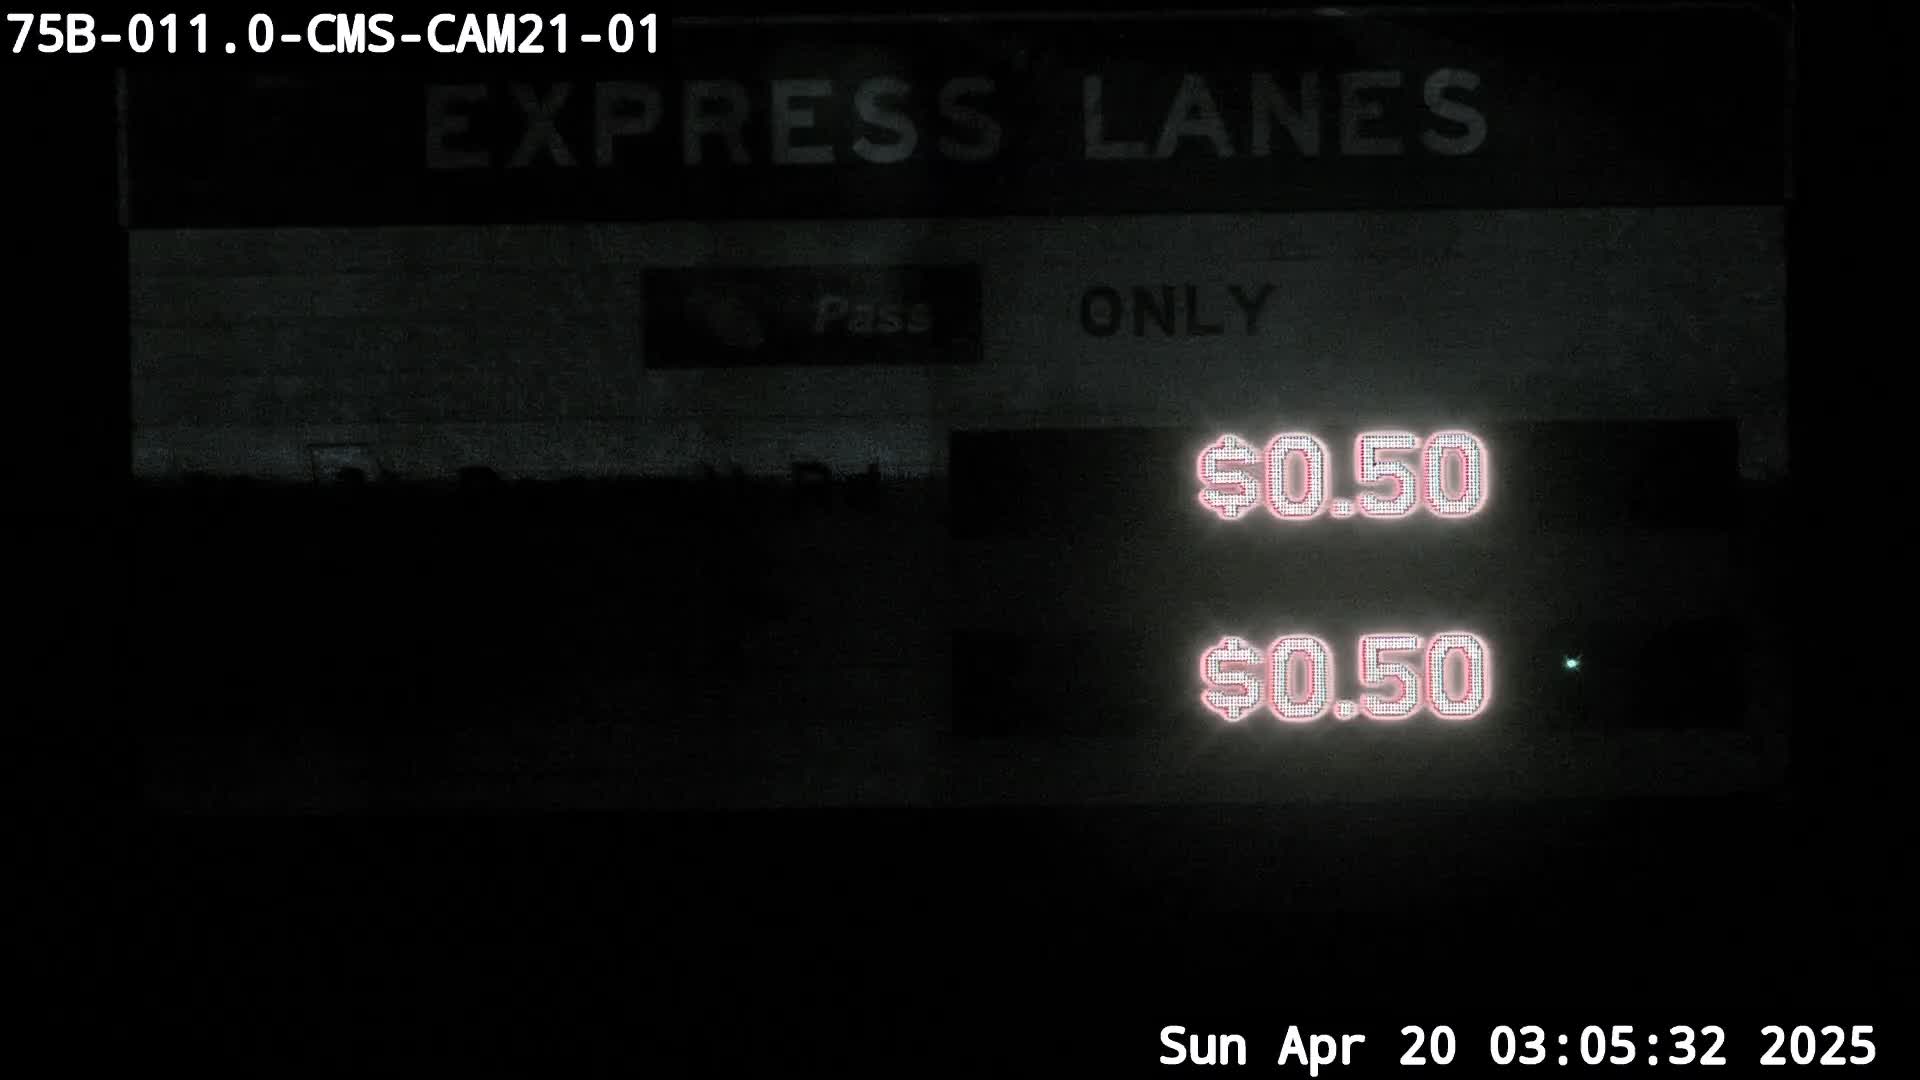 75B-011.0-CMS-CAM21-01
EXPRESS LANES
Pass ONLY
$0.50
$0.50
Sun Apr 20 03:05:32 2025